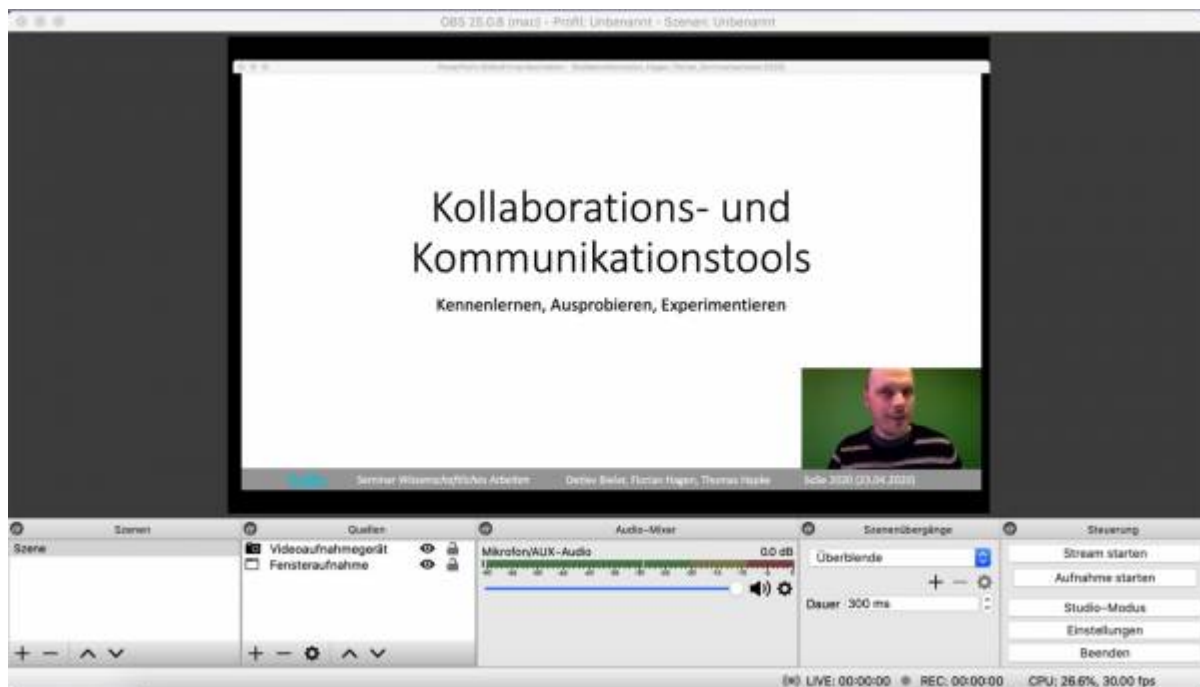 OBS 25.0.8 (mac) - Profil: Unbenannt - Szenen: Unbenannt
Kollaborations- und
Kommunikationstools
Kennenlernen, Ausprobieren, Experimentieren
Seminar Wissenschaftliches Arbeiten Detlev Bieler, Florian Hagen, Thomas Hapke SoSe 2020 (23.04.2020)
Szenen Quellen Audio-Mixer Szenenübergänge Steuerung
Szene
Videoaufnahmegerät
Fensteraufnahme
Mikrofon/AUX-Audio 0.0 dB
Überblende
Dauer 300 ms
Stream starten
Aufnahme starten
Studio-Modus
Einstellungen
Beenden
LIVE: 00:00:00 REC: 00:00:00 CPU: 26.6%, 30.00 fps